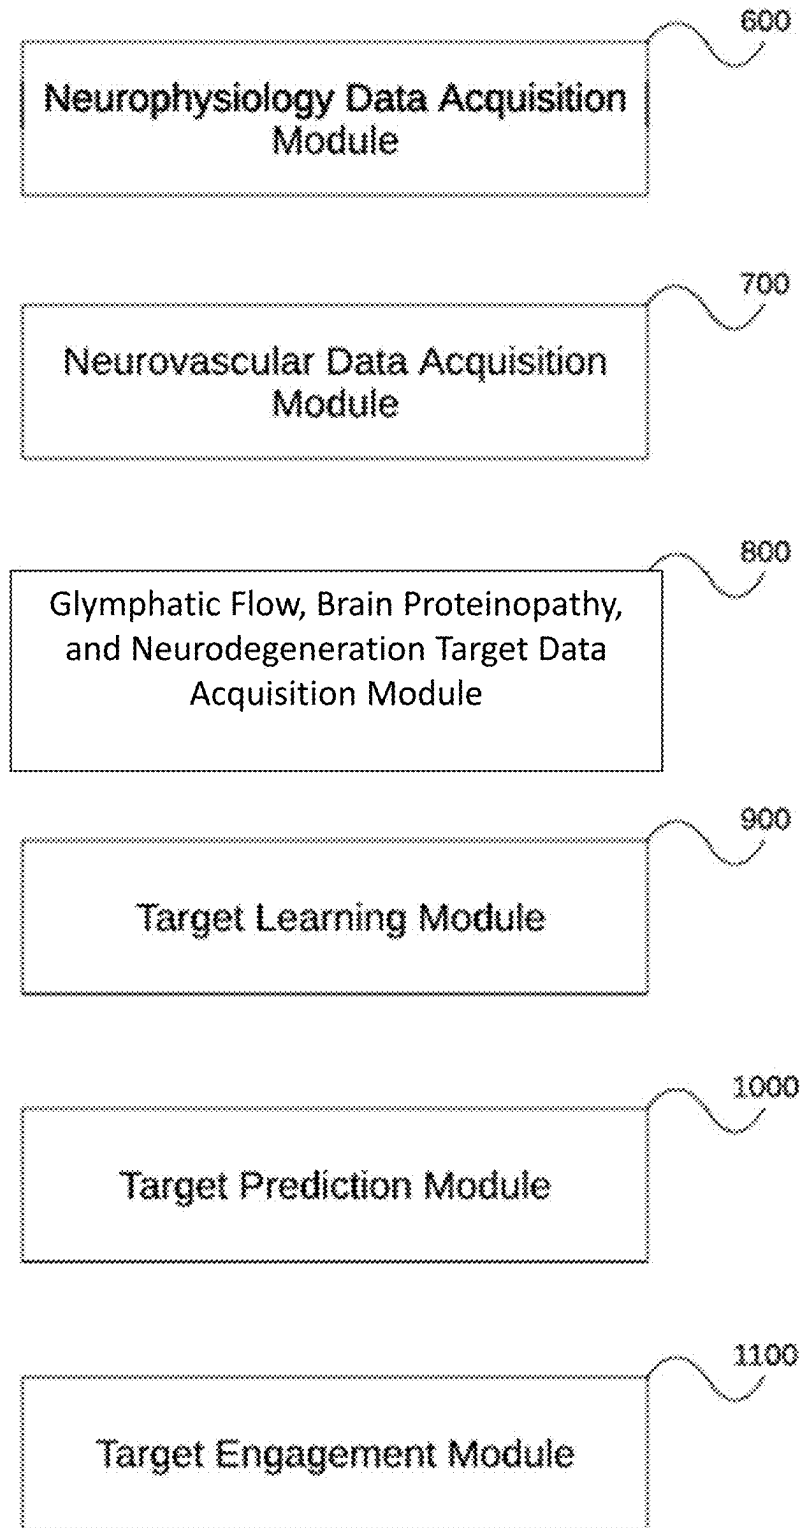 600
Neurophysiology Data Acquisition
Module
700
Neurovascular Data Acquisition
Module
800
Glymphatic Flow, Brain Proteinopathy,
and Neurodegeneration Target Data
Acquisition Module
900
Target Learning Module
1000
Target Prediction Module
1100
Target Engagement Module